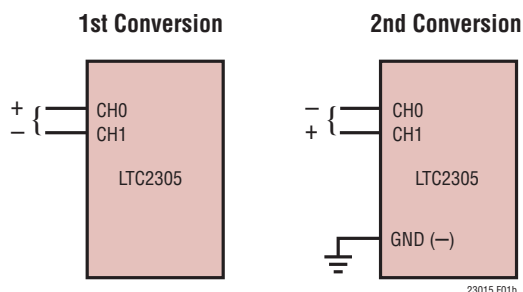 1st Conversion
+
–
{
CH0
CH1
LTC2305
2nd Conversion
–
+
{
CH0
CH1
LTC2305
GND (–)
23015 F01b